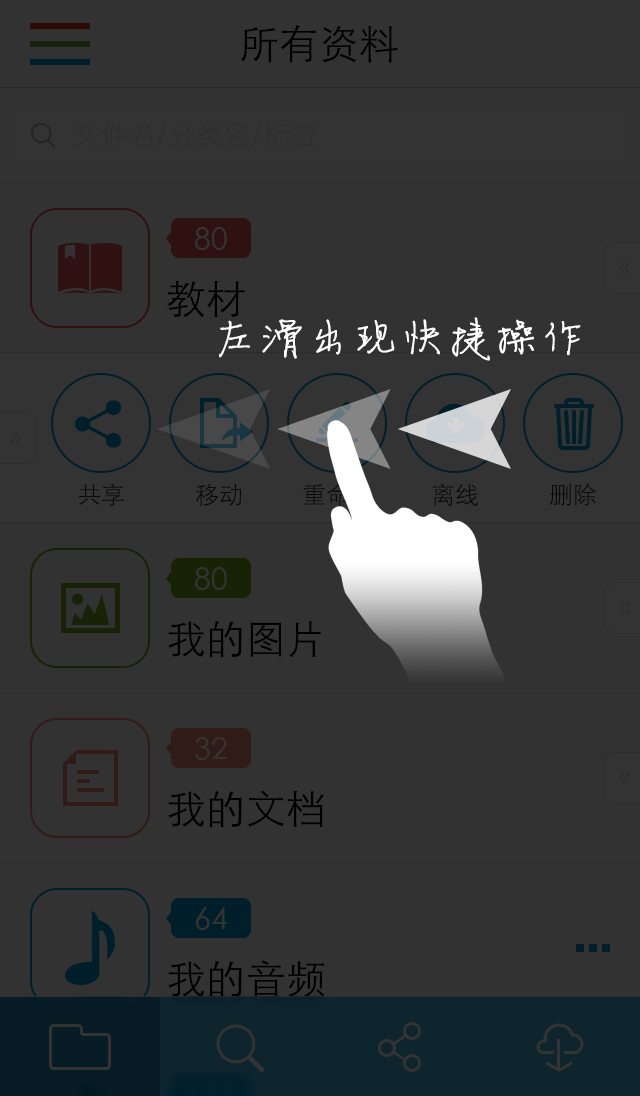 所有资料
文件名/分类名/标签
80
教材
左滑出现快捷操作
共享 移动 重命 离线 删除
80
我的图片
32
我的文档
64
我的音频